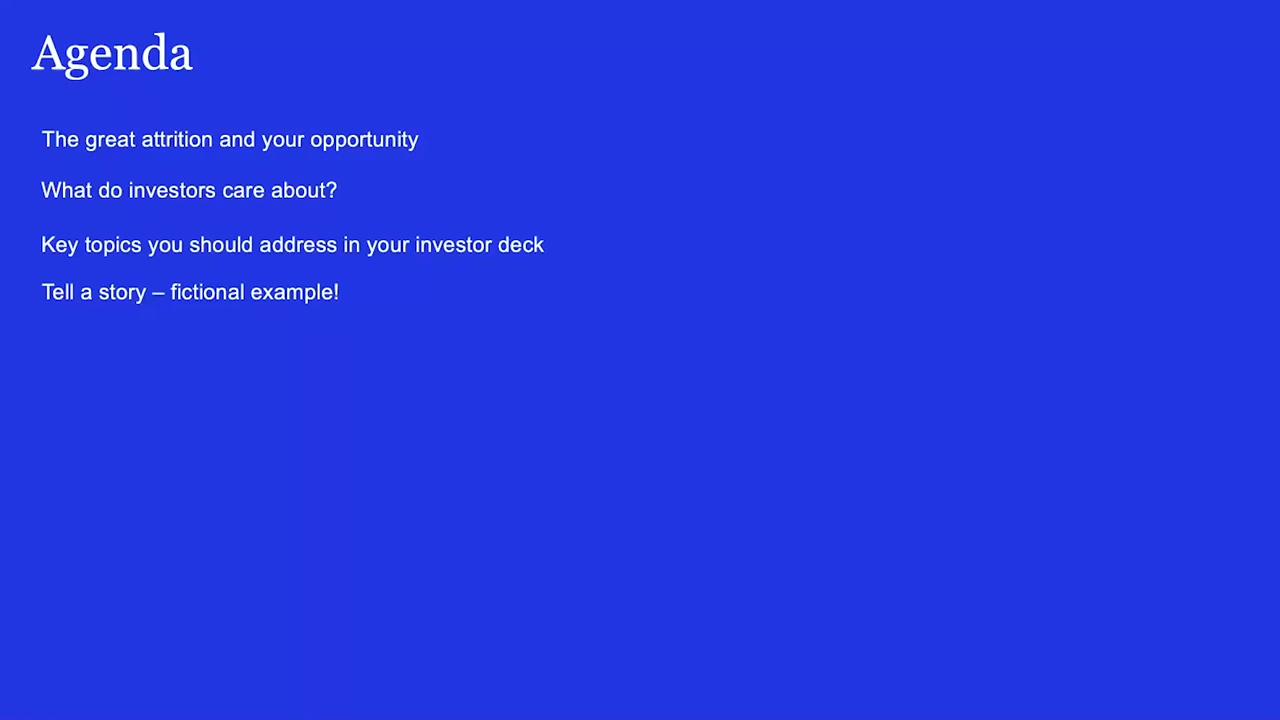 Agenda
The great attrition and your opportunity
What do investors care about?
Key topics you should address in your investor deck
Tell a story – fictional example!